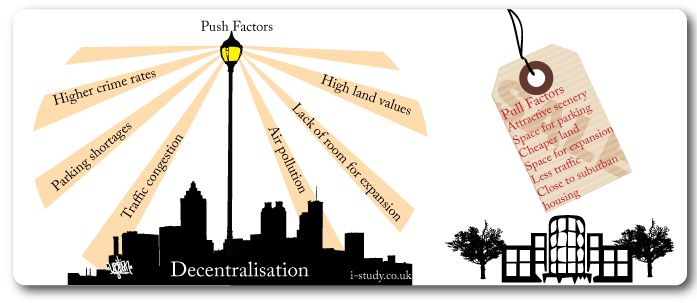 Push Factors
Higher crime rates
Parking shortages
Traffic congestion
High land values
Lack of room for expansion
Air pollution
Decentralisation
i-study.co.uk
Pull Factors
Attractive scenery
Space for parking
Cheaper land
Space for expansion
Less traffic
Close to suburban
housing